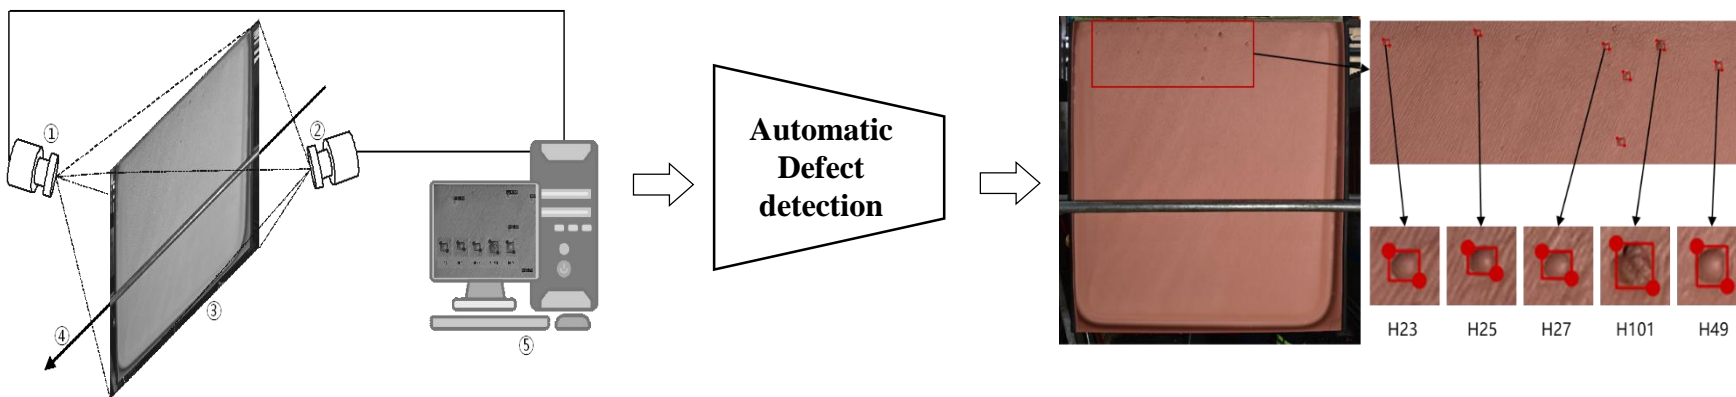 ①
②
③
④
⑤
Automatic
Defect
detection
H23 H25 H27 H101 H49